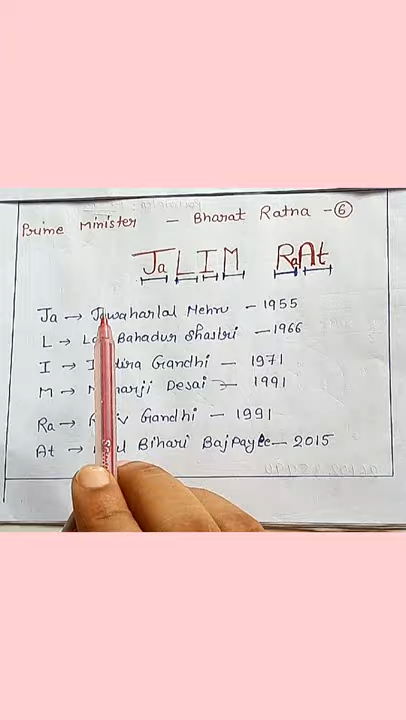 Prime Minister - Bharat Ratna - 6
JaLIM RaAt
Ja → Jawaharlal Nehru - 1955
L → Bahadur Shastri - 1966
I → Gandhi - 1971
M → Desai - 1991
Ra → Gandhi - 1991
At → Bihari Bajpayee - 2015